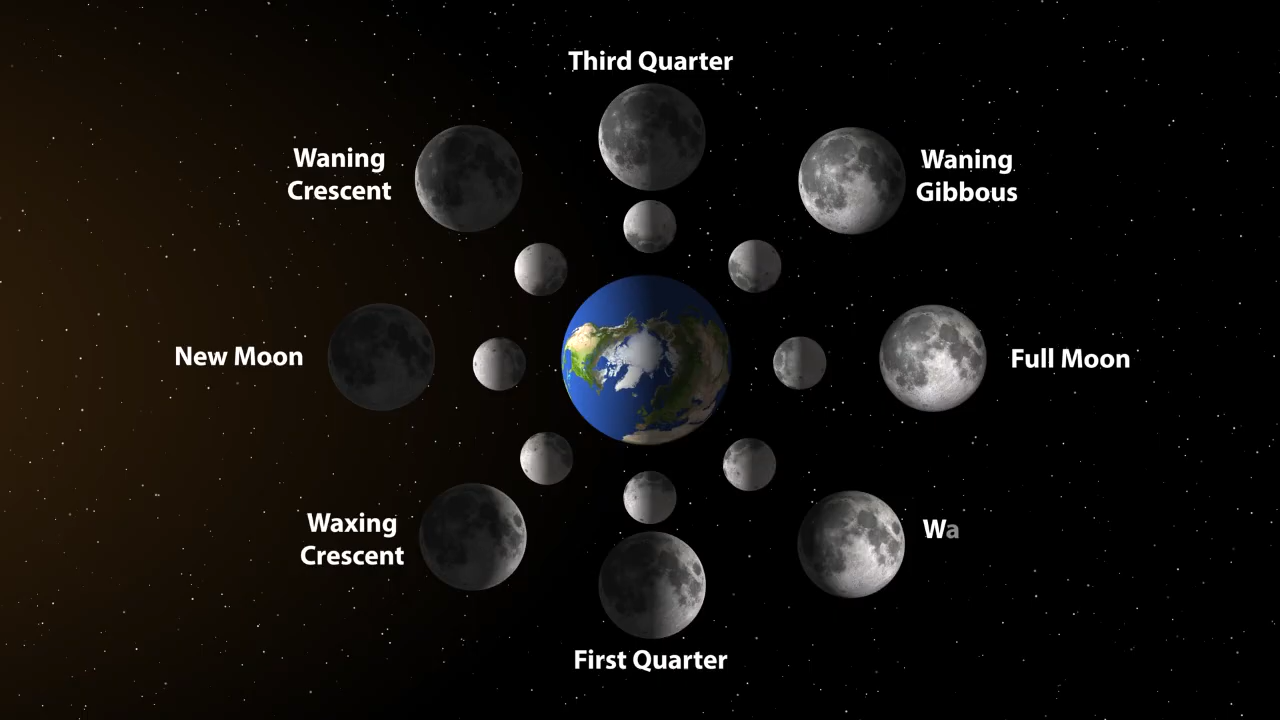 Third Quarter
Waning
Crescent
Waning
Gibbous
New Moon
Full Moon
Waxing
Crescent
Wa
First Quarter